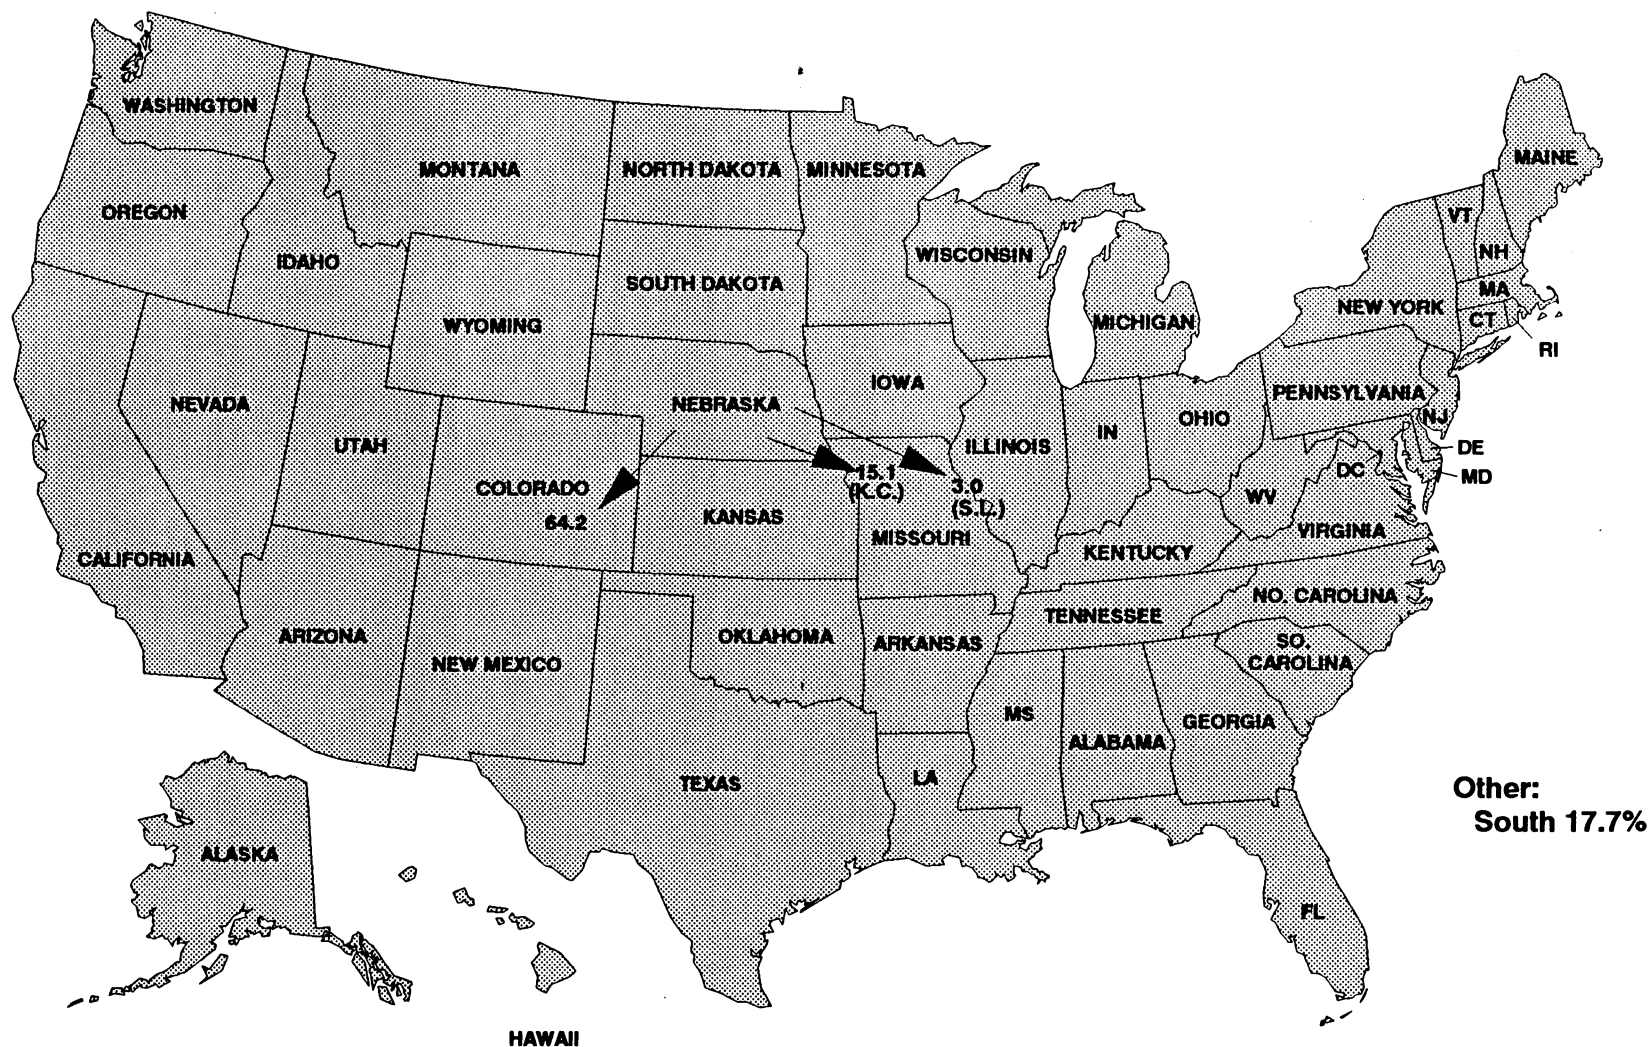 WASHINGTON
MONTANA
NORTH DAKOTA
MINNESOTA
MAINE
OREGON
IDAHO
WISCONSIN
VT
NH
SOUTH DAKOTA
MA
WYOMING
MICHIGAN
NEW YORK
CT
RI
IOWA
NEVADA
NEBRASKA
PENNSYLVANIA
NJ
UTAH
ILLINOIS
IN
OHIO
DE
DC
MD
COLORADO
64.2
15.1
(K.C.)
3.0
(S.L.)
WV
KANSAS
MISSOURI
VIRGINIA
CALIFORNIA
KENTUCKY
NO. CAROLINA
TENNESSEE
ARIZONA
OKLAHOMA
ARKANSAS
SO.
CAROLINA
NEW MEXICO
MS
GEORGIA
ALABAMA
TEXAS
LA
Other:
South 17.7%
ALASKA
FL
HAWAII